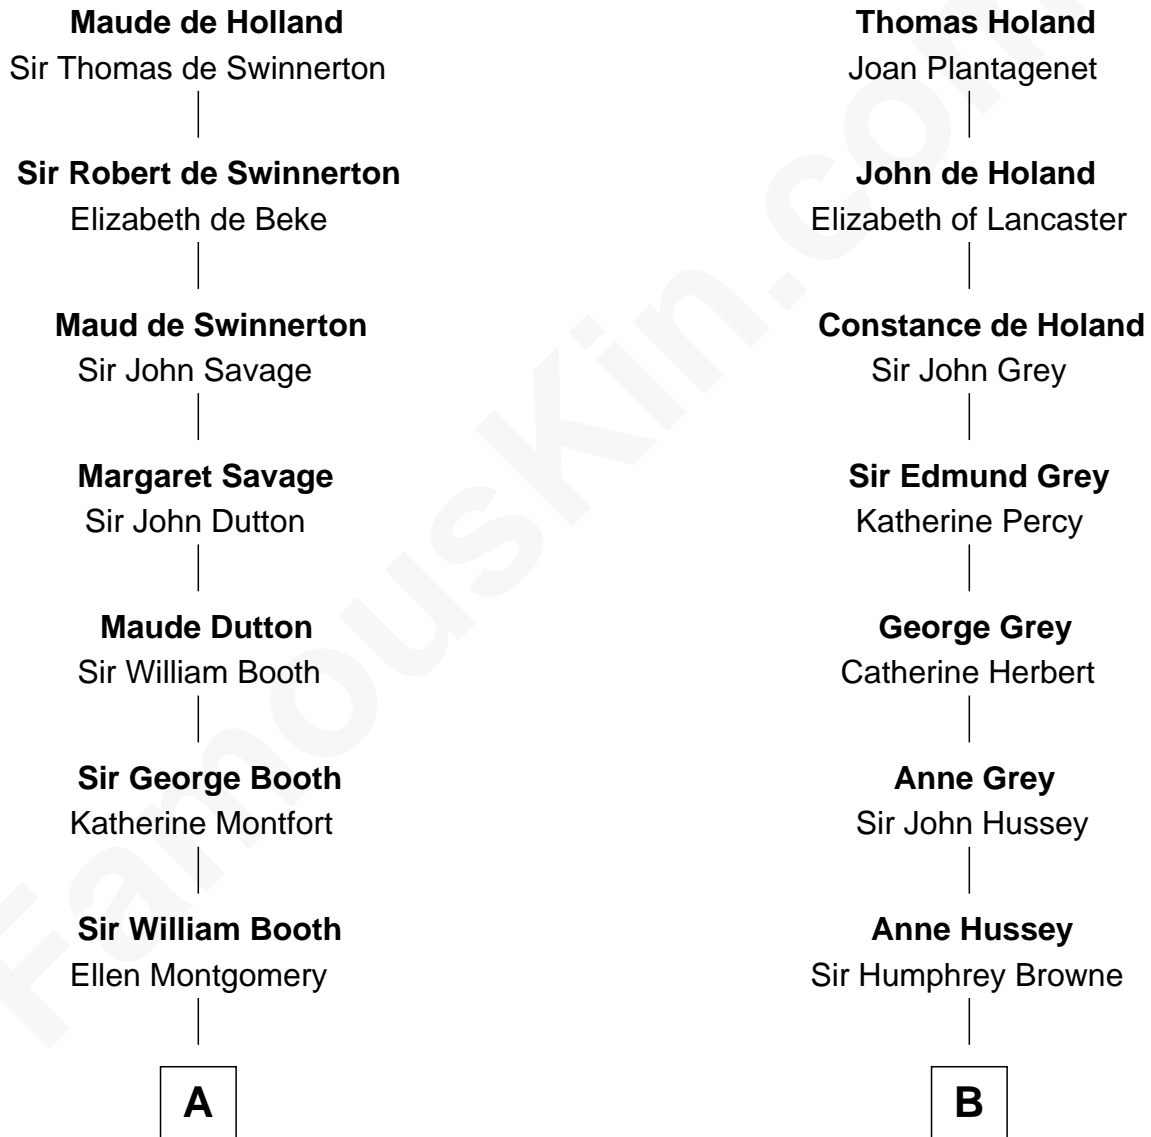 Maude de Holland
Sir Thomas de Swinnerton
Sir Robert de Swinnerton
Elizabeth de Beke
Maud de Swinnerton
Sir John Savage
Margaret Savage
Sir John Dutton
Maude Dutton
Sir William Booth
Sir George Booth
Katherine Montfort
Sir William Booth
Ellen Montgomery
A
Thomas Holand
Joan Plantagenet
John de Holand
Elizabeth of Lancaster
Constance de Holand
Sir John Grey
Sir Edmund Grey
Katherine Percy
George Grey
Catherine Herbert
Anne Grey
Sir John Hussey
Anne Hussey
Sir Humphrey Browne
B
FamousKin.com